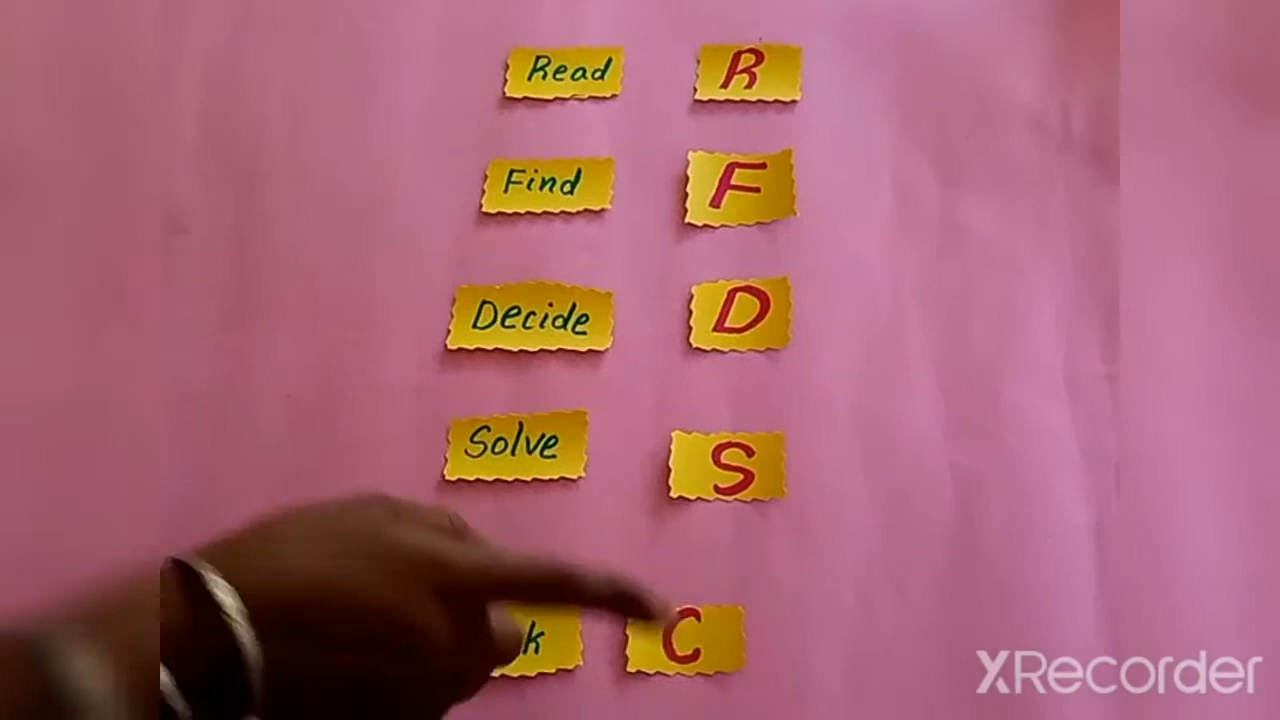 Read R
Find F
Decide D
Solve S
k C
XRecorder